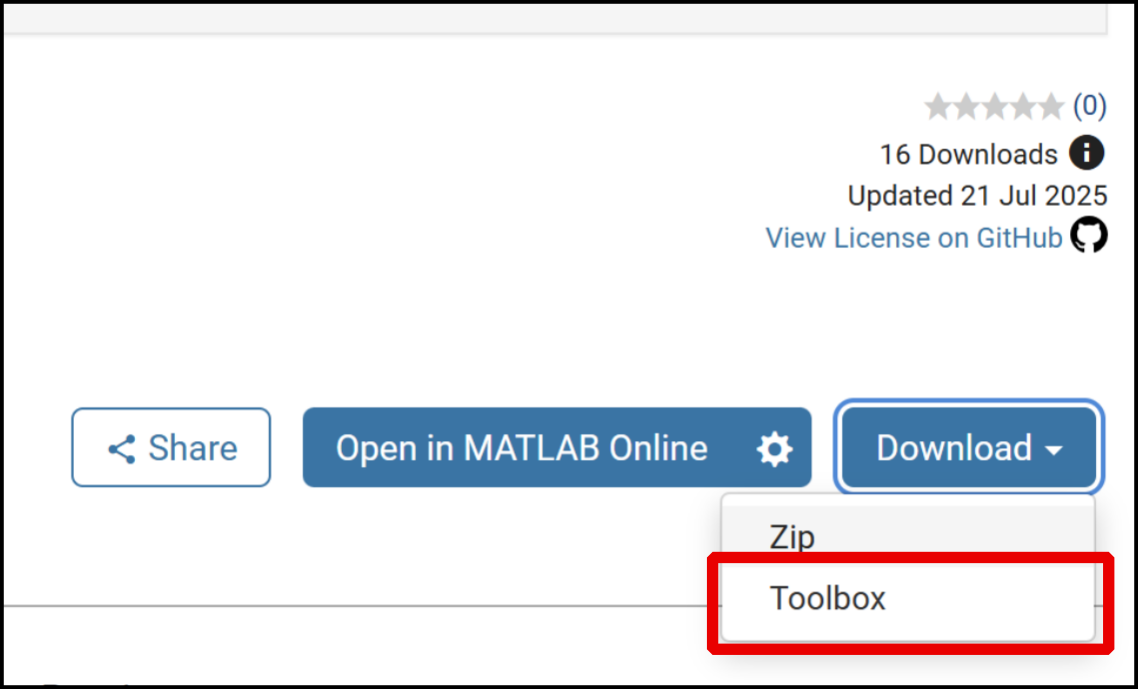 (0)
16 Downloads
Updated 21 Jul 2025
View License on GitHub
Share
Open in MATLAB Online
Download
Zip
Toolbox